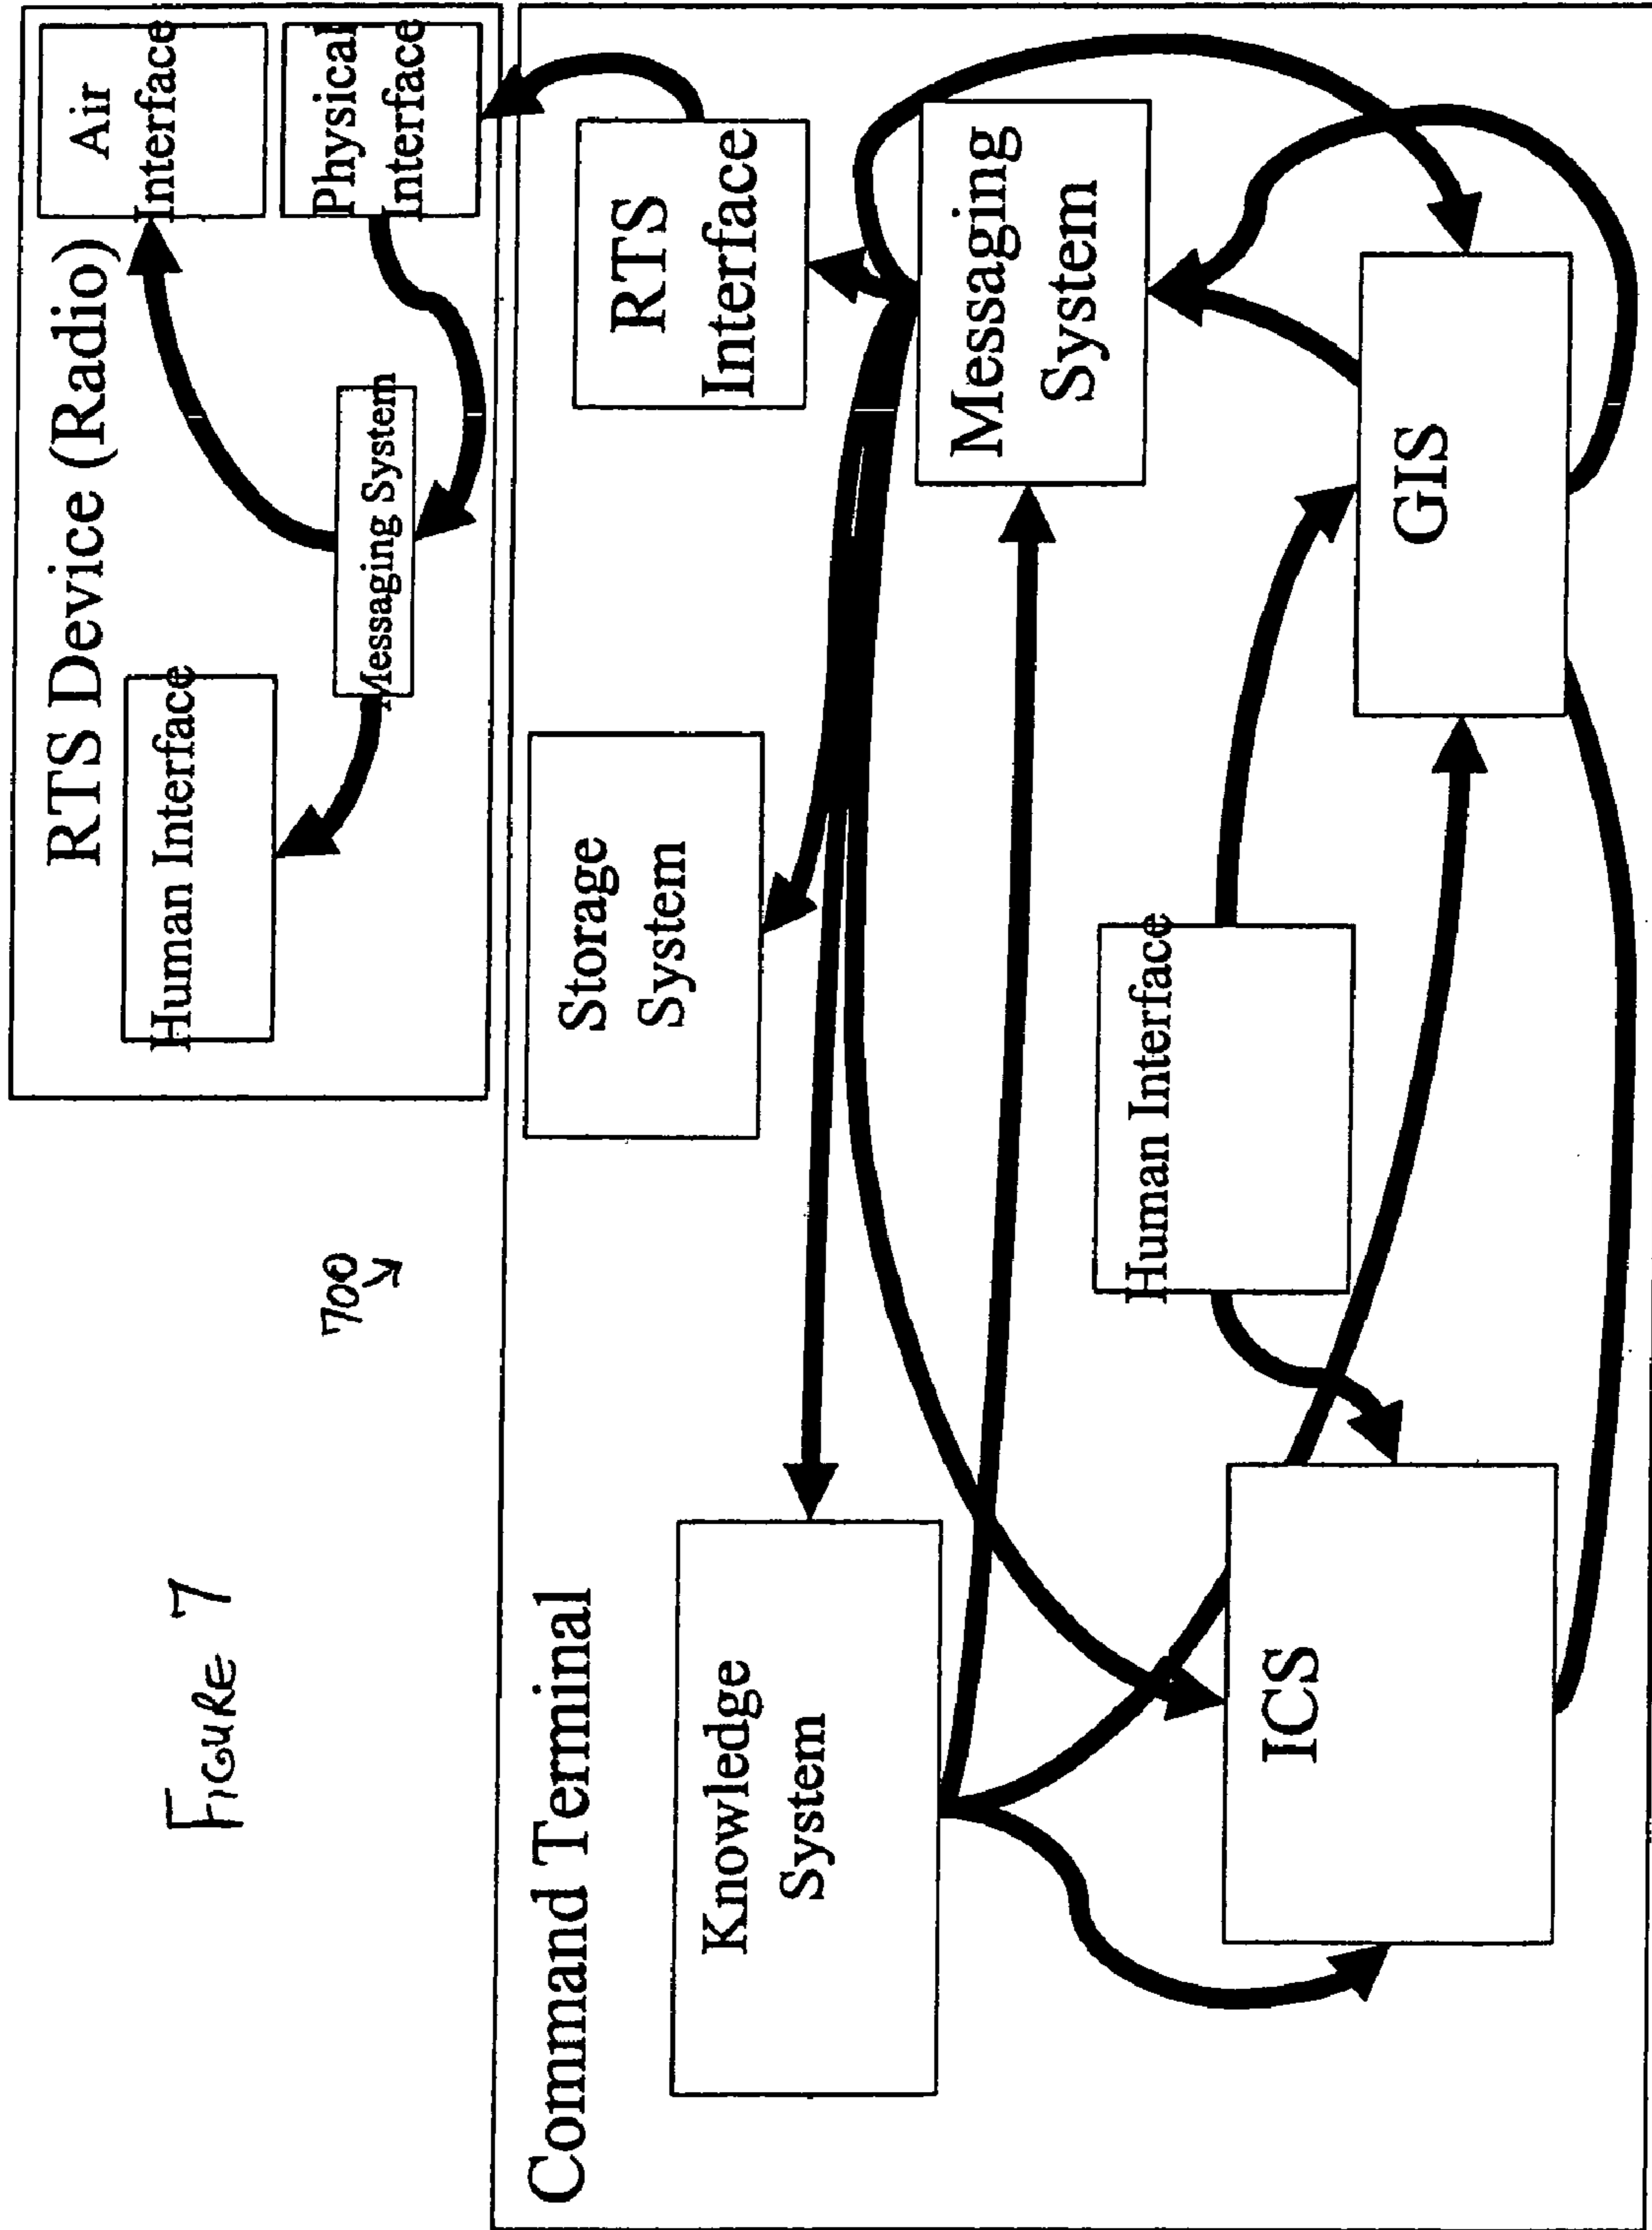 Figure 7
700
RTS Device (Radio)
Human Interface
Messaging System
Air
Interface
Physical
Interface
Command Terminal
Knowledge
System
Storage
System
RTS
Interface
Messaging
System
Human Interface
ICS
GIS